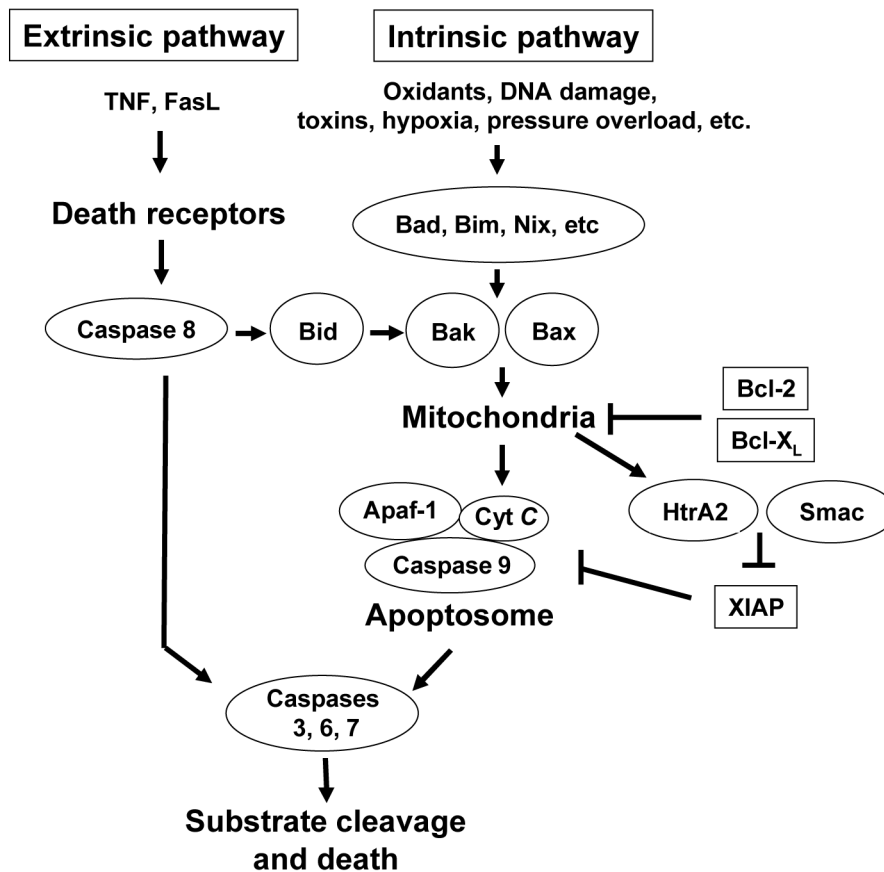 Extrinsic pathway
Intrinsic pathway
TNF, FasL
Oxidants, DNA damage,
toxins, hypoxia, pressure overload, etc.
Death receptors
Bad, Bim, Nix, etc
Caspase 8
Bid
Bak
Bax
Mitochondria
Bcl-2
Bcl-XL
Apaf-1
Cyt C
HtrA2
Smac
Caspase 9
XIAP
Apoptosome
Caspases
3, 6, 7
Substrate cleavage
and death